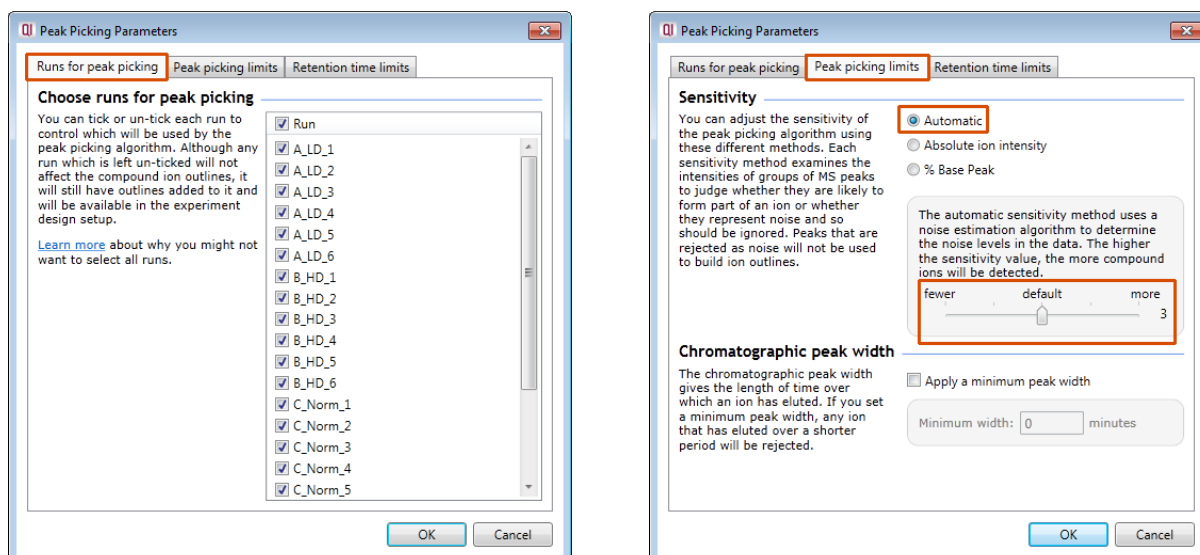 QI Peak Picking Parameters
Runs for peak picking Peak picking limits Retention time limits
Choose runs for peak picking
You can tick or un-tick each run to
control which will be used by the
peak picking algorithm. Although any
run which is left un-ticked will not
affect the compound ion outlines, it
will still have outlines added to it and
will be available in the experiment
design setup.
Learn more about why you might not
want to select all runs.
Run
A_LD_1
A_LD_2
A_LD_3
A_LD_4
A_LD_5
A_LD_6
B_HD_1
B_HD_2
B_HD_3
B_HD_4
B_HD_5
B_HD_6
C_Norm_1
C_Norm_2
C_Norm_3
C_Norm_4
C_Norm_5
OK Cancel
QI Peak Picking Parameters
Runs for peak picking Peak picking limits Retention time limits
Sensitivity
You can adjust the sensitivity of
the peak picking algorithm using
these different methods. Each
sensitivity method examines the
intensities of groups of MS peaks
to judge whether they are likely to
form part of an ion or whether
they represent noise and so
should be ignored. Peaks that are
rejected as noise will not be used
to build ion outlines.
Automatic
Absolute ion intensity
% Base Peak
The automatic sensitivity method uses a
noise estimation algorithm to determine
the noise levels in the data. The higher
the sensitivity value, the more compound
ions will be detected.
fewer default more
3
Chromatographic peak width
The chromatographic peak width
gives the length of time over
which an ion has eluted. If you set
a minimum peak width, any ion
that has eluted over a shorter
period will be rejected.
Apply a minimum peak width
Minimum width: 0 minutes
OK Cancel